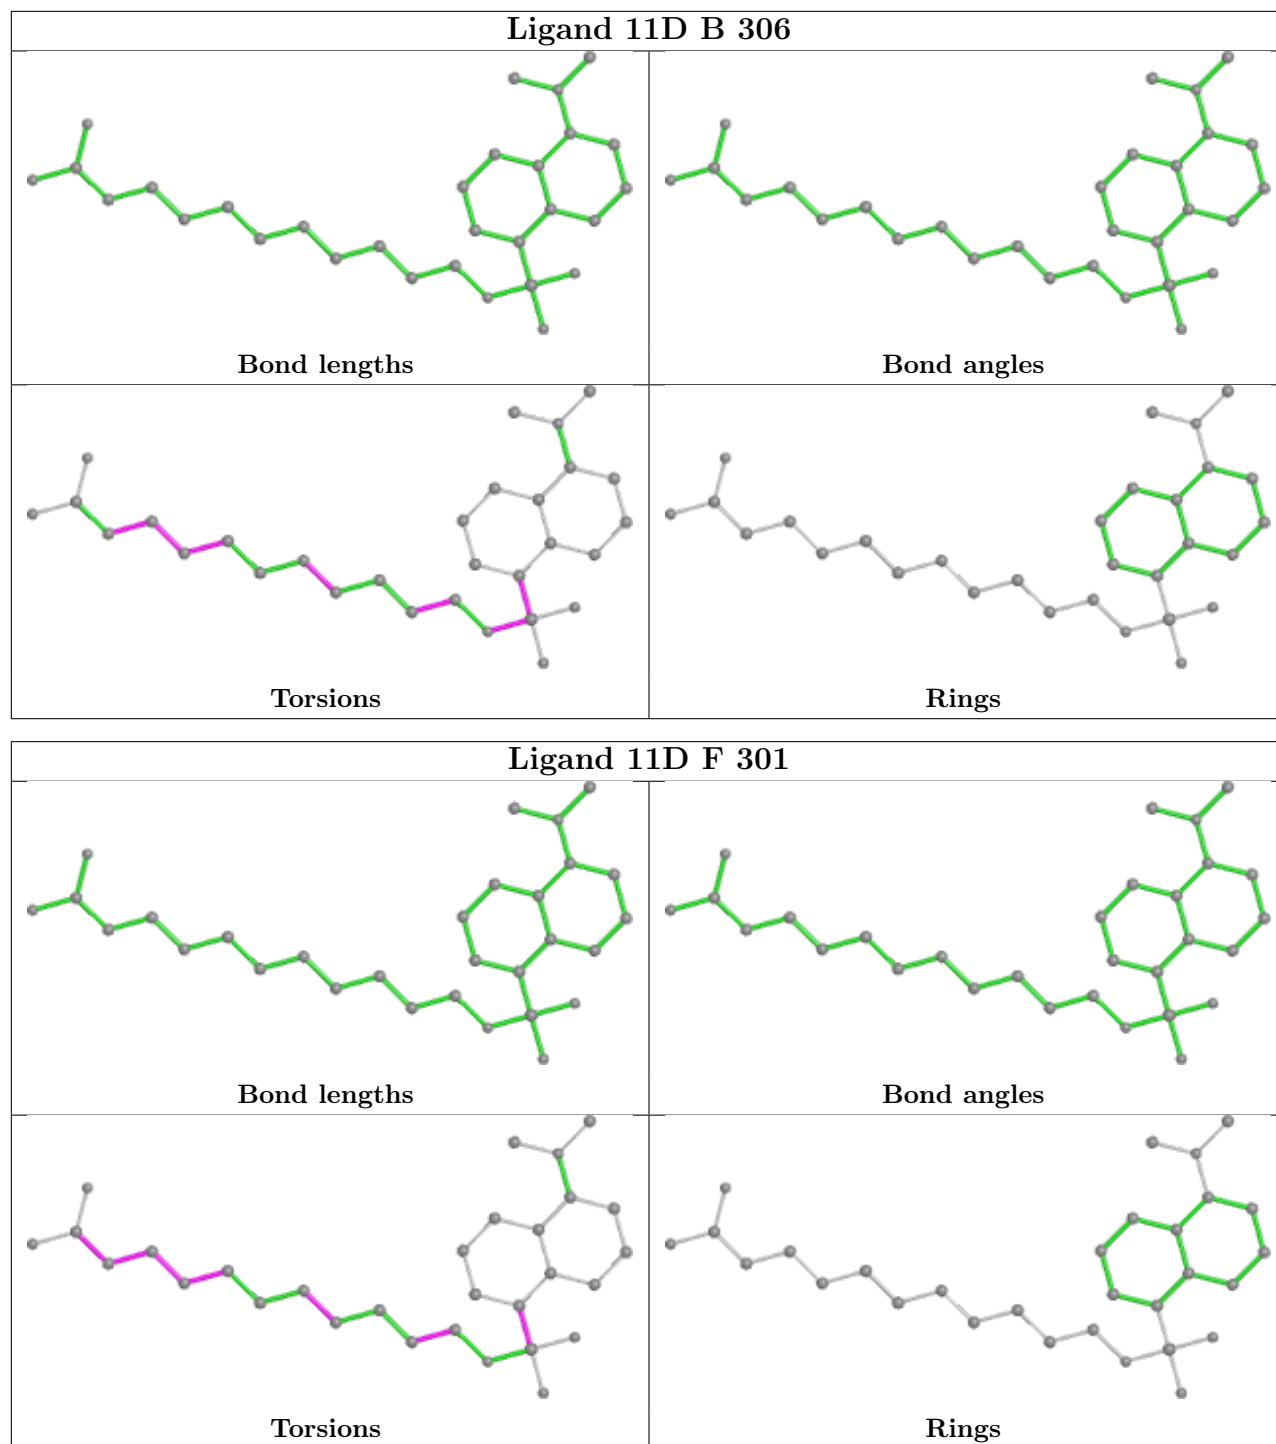 Ligand 11D B 306
Bond lengths
Bond angles
Torsions
Rings
Ligand 11D F 301
Bond lengths
Bond angles
Torsions
Rings